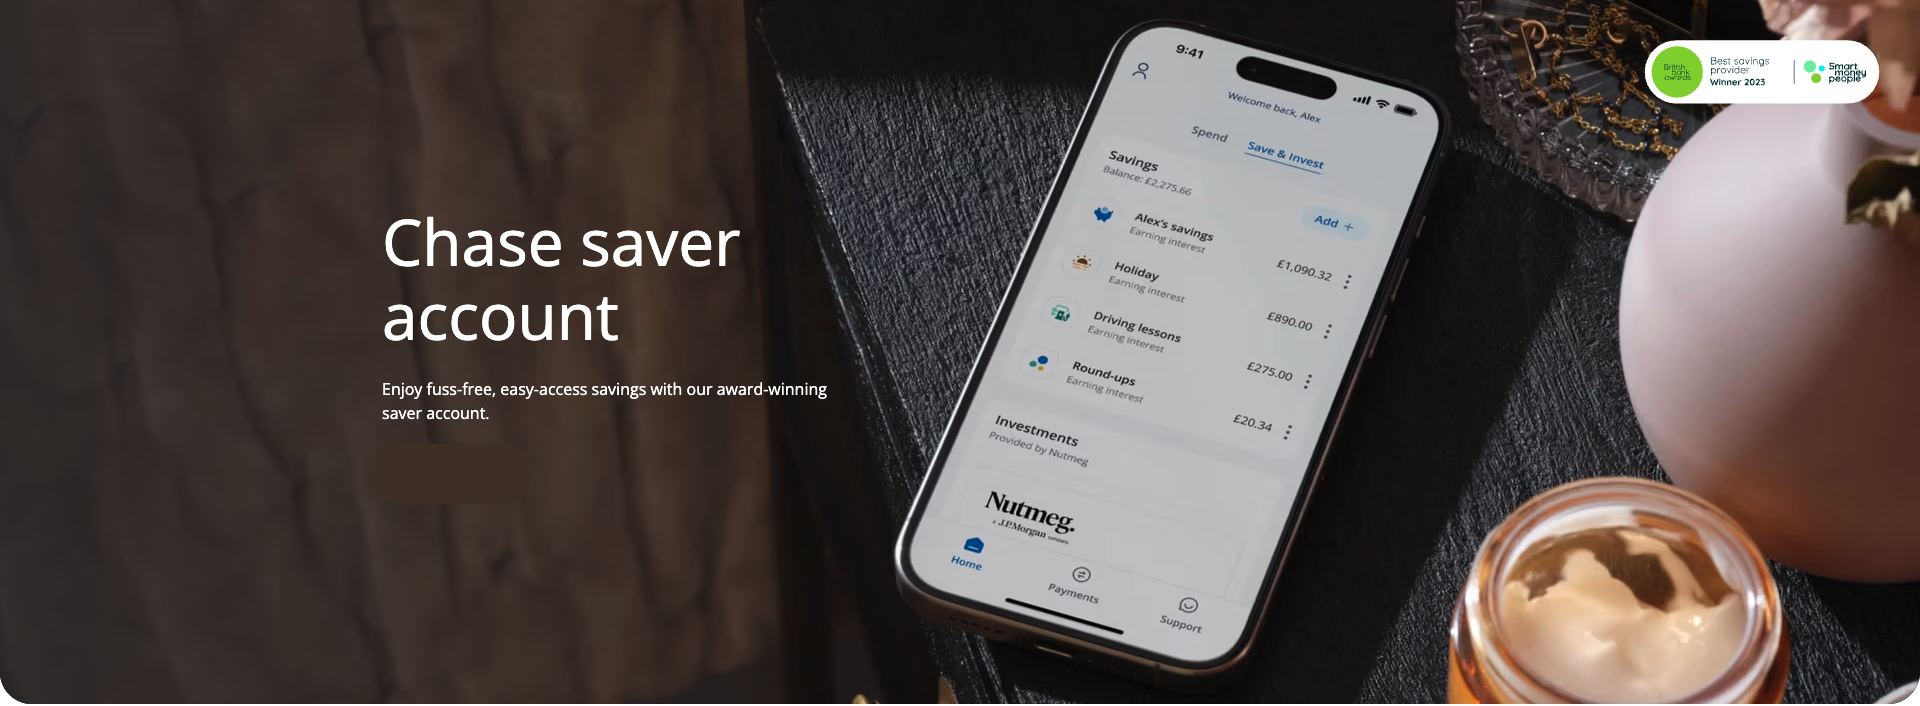 Chase saver
account
Enjoy fuss-free, easy-access savings with our award-winning
saver account.
9:41
Welcome back, Alex
Spend
Save & Invest
Savings
Balance: £2,275.66
Add +
Alex's savings
Earning interest
£1,090.32
Holiday
Earning interest
£890.00
Driving lessons
Earning interest
£275.00
Round-ups
Earning interest
£20.34
Investments
Provided by Nutmeg
Nutmeg.
a J.P.Morgan company
Home
Payments
Support
British
bank
awards
Best savings
provider
Winner 2023
Smart
money
people